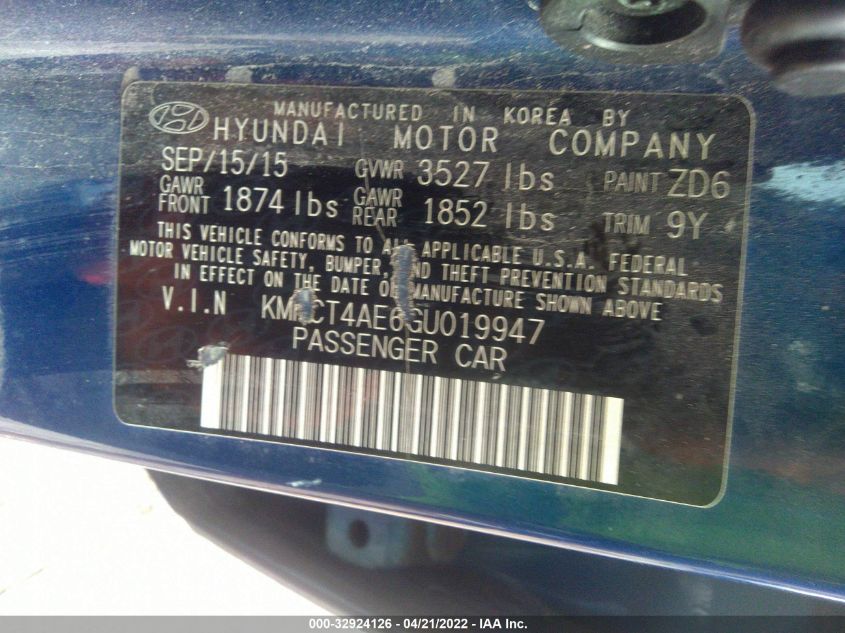 MANUFACTURED IN KOREA BY
HYUNDAI MOTOR COMPANY
SEP/15/15 GVWR 3527 lbs PAINT ZD6
GAWR FRONT 1874 lbs GAWR REAR 1852 lbs TRIM 9Y
THIS VEHICLE CONFORMS TO ALL APPLICABLE U.S.A. FEDERAL
MOTOR VEHICLE SAFETY, BUMPER, AND THEFT PREVENTION STANDARDS
IN EFFECT ON THE DATE OF MANUFACTURE SHOWN ABOVE
V.I.N
PASSENGER CAR
000-32924126 - 04/21/2022 - IAA Inc.